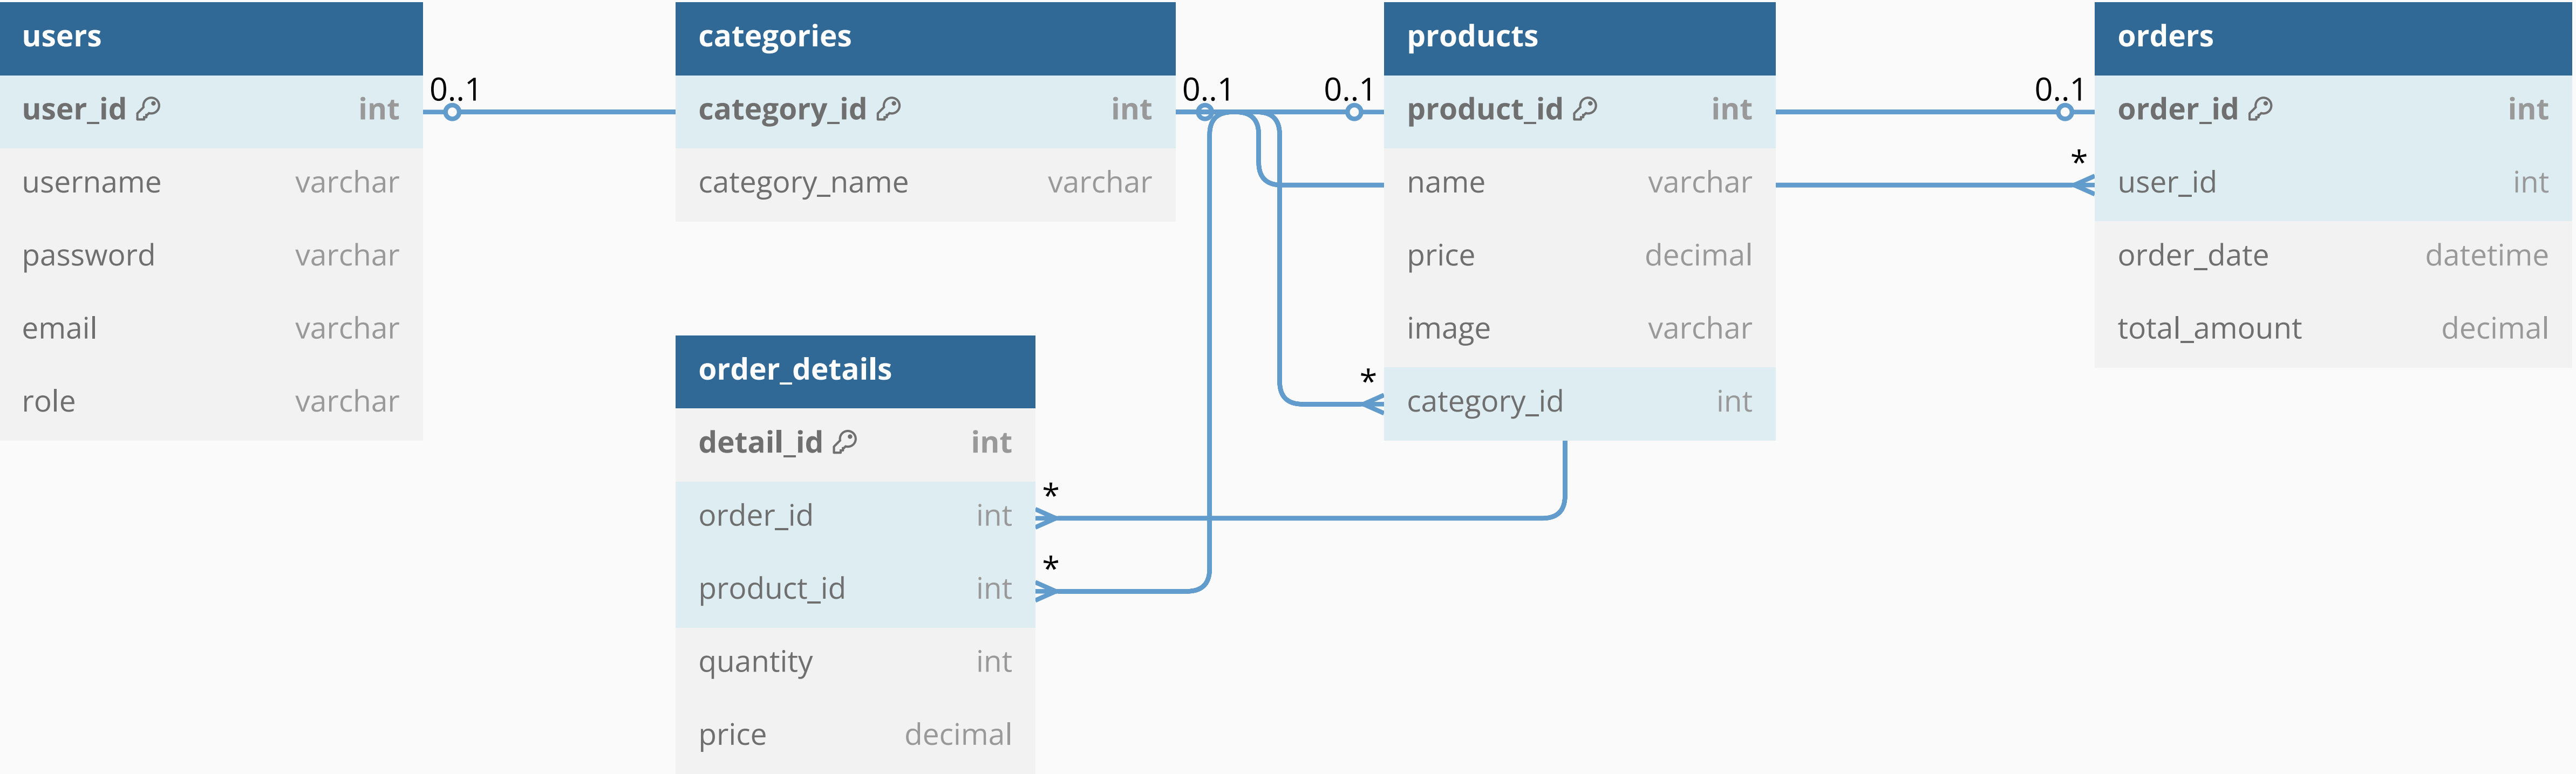 users
user_id int
username varchar
password varchar
email varchar
role varchar
0..1
categories
category_id int
category_name varchar
0..1
0..1
products
product_id int
name varchar
price decimal
image varchar
* category_id int
0..1
*
orders
order_id int
user_id int
order_date datetime
total_amount decimal
order_details
detail_id int
order_id int *
product_id int *
quantity int
price decimal